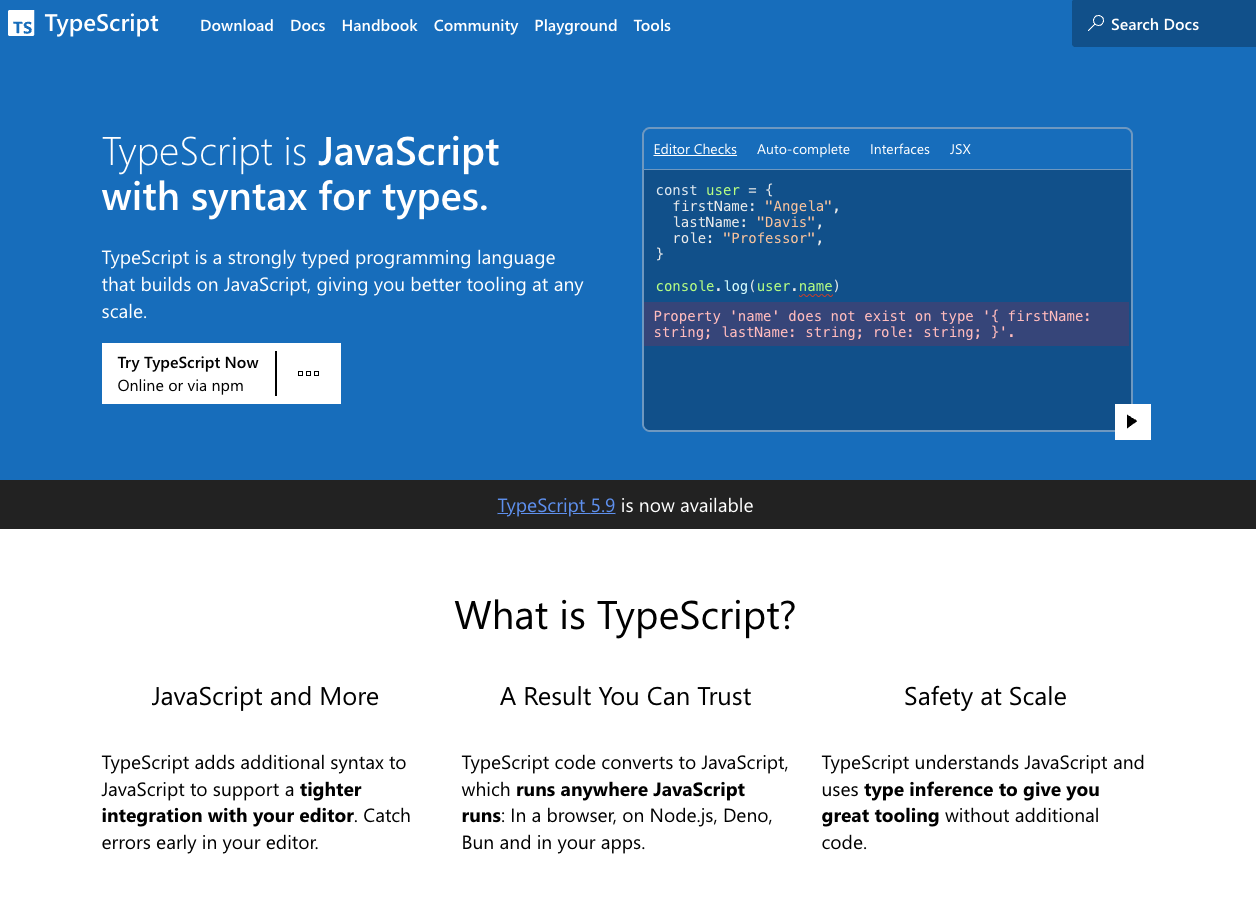 TS TypeScript Download Docs Handbook Community Playground Tools Search Docs
TypeScript is JavaScript
with syntax for types.
TypeScript is a strongly typed programming language
that builds on JavaScript, giving you better tooling at any
scale.
Try TypeScript Now
Online or via npm
Editor Checks Auto-complete Interfaces JSX
const user = {
  firstName: "Angela",
  lastName: "Davis",
  role: "Professor",
}
console.log(user.name)
Property 'name' does not exist on type '{ firstName:
string; lastName: string; role: string; }'.
TypeScript 5.9 is now available
What is TypeScript?
JavaScript and More
TypeScript adds additional syntax to
JavaScript to support a tighter
integration with your editor. Catch
errors early in your editor.
A Result You Can Trust
TypeScript code converts to JavaScript,
which runs anywhere JavaScript
runs: In a browser, on Node.js, Deno,
Bun and in your apps.
Safety at Scale
TypeScript understands JavaScript and
uses type inference to give you
great tooling without additional
code.